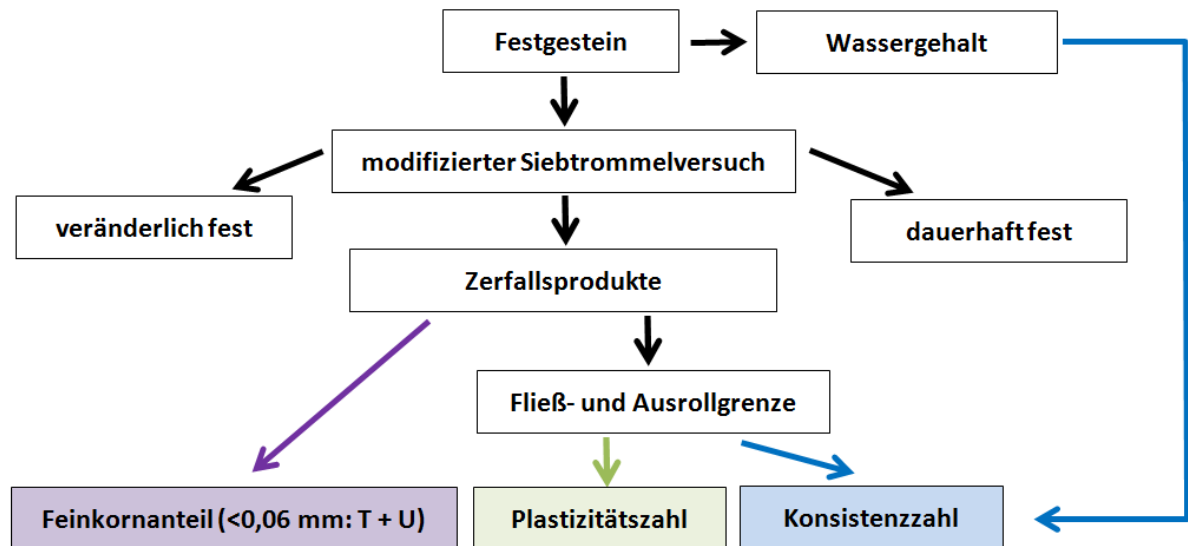 Festgestein
Wassergehalt
modifizierter Siebtrommelversuch
veränderlich fest
dauerhaft fest
Zerfallsprodukte
Fließ- und Ausrollgrenze
Feinkornanteil (<0,06 mm: T + U)
Plastizitätszahl
Konsistenzzahl